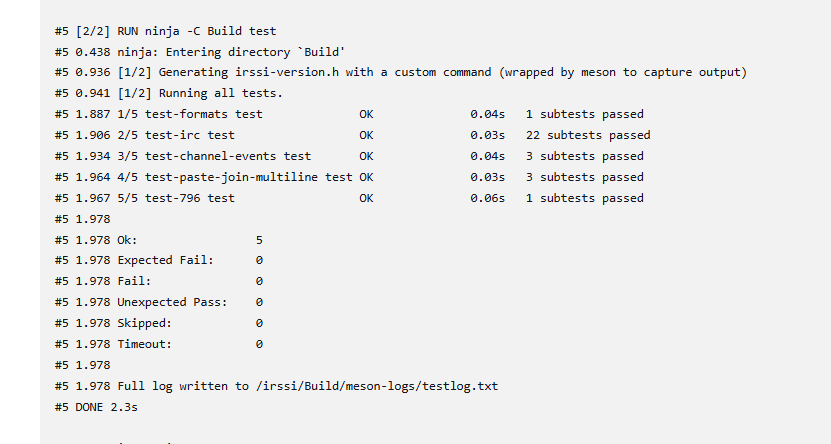 #5 [2/2] RUN ninja -C Build test
#5 0.438 ninja: Entering directory `Build'
#5 0.936 [1/2] Generating irssi-version.h with a custom command (wrapped by meson to capture output)
#5 0.941 [1/2] Running all tests.
#5 1.887 1/5 test-formats test              OK              0.04s   1 subtests passed
#5 1.906 2/5 test-irc test                  OK              0.03s   22 subtests passed
#5 1.934 3/5 test-channel-events test       OK              0.04s   3 subtests passed
#5 1.964 4/5 test-paste-join-multiline test OK              0.03s   3 subtests passed
#5 1.967 5/5 test-796 test                  OK              0.06s   1 subtests passed
#5 1.978
#5 1.978 Ok:                 5
#5 1.978 Expected Fail:      0
#5 1.978 Fail:               0
#5 1.978 Unexpected Pass:    0
#5 1.978 Skipped:            0
#5 1.978 Timeout:            0
#5 1.978
#5 1.978 Full log written to /irssi/Build/meson-logs/testlog.txt
#5 DONE 2.3s